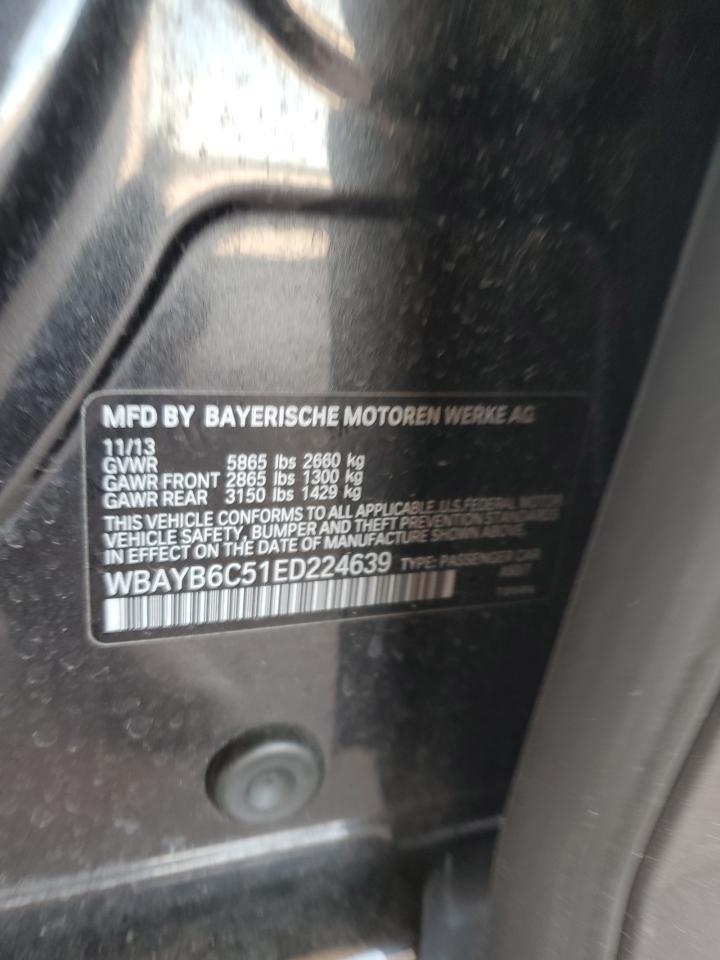 MFD BY BAYERISCHE MOTOREN WERKE AG
11/13
GVWR 5865 lbs 2660 kg
GAWR FRONT 2865 lbs 1300 kg
GAWR REAR 3150 lbs 1429 kg
THIS VEHICLE CONFORMS TO ALL APPLICABLE U.S. FEDERAL MOTOR
VEHICLE SAFETY, BUMPER AND THEFT PREVENTION STANDARDS
IN EFFECT ON THE DATE OF MANUFACTURE SHOWN ABOVE.
WBAYB6C51ED224639 TYPE: PASSENGER CAR